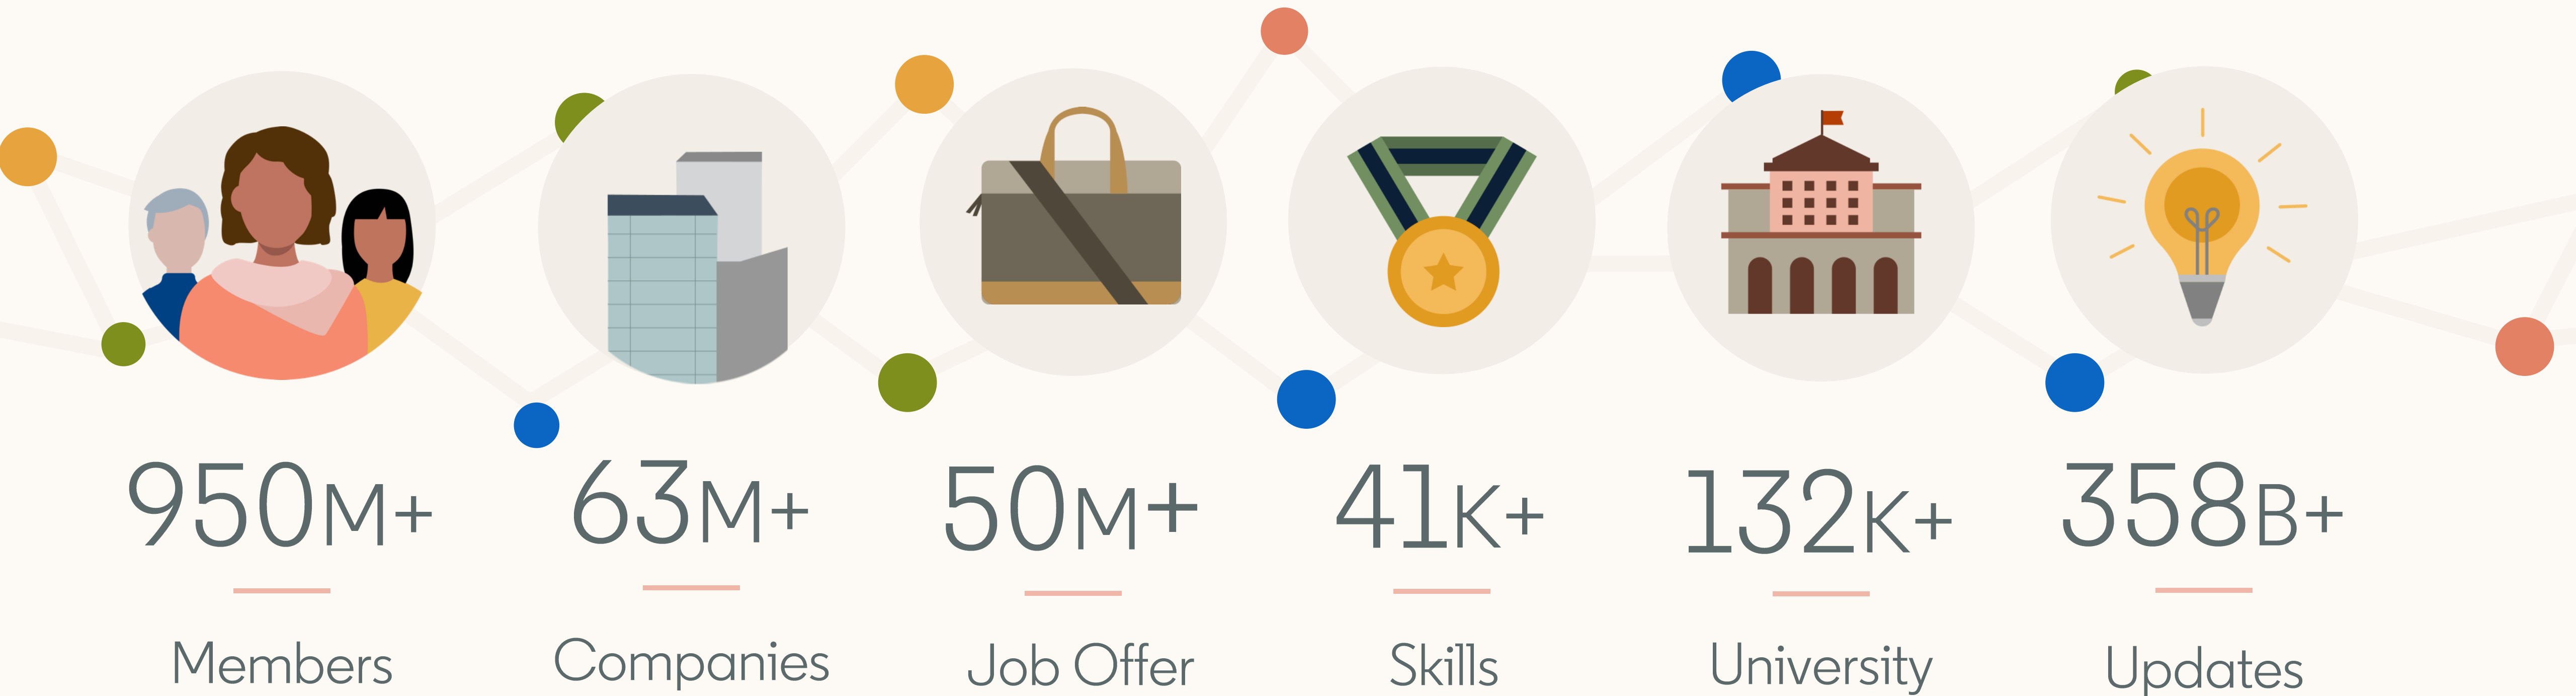 950M+ 63M+ 50M+ 41K+ 132K+ 358B+
Members Companies Job Offer Skills University Updates